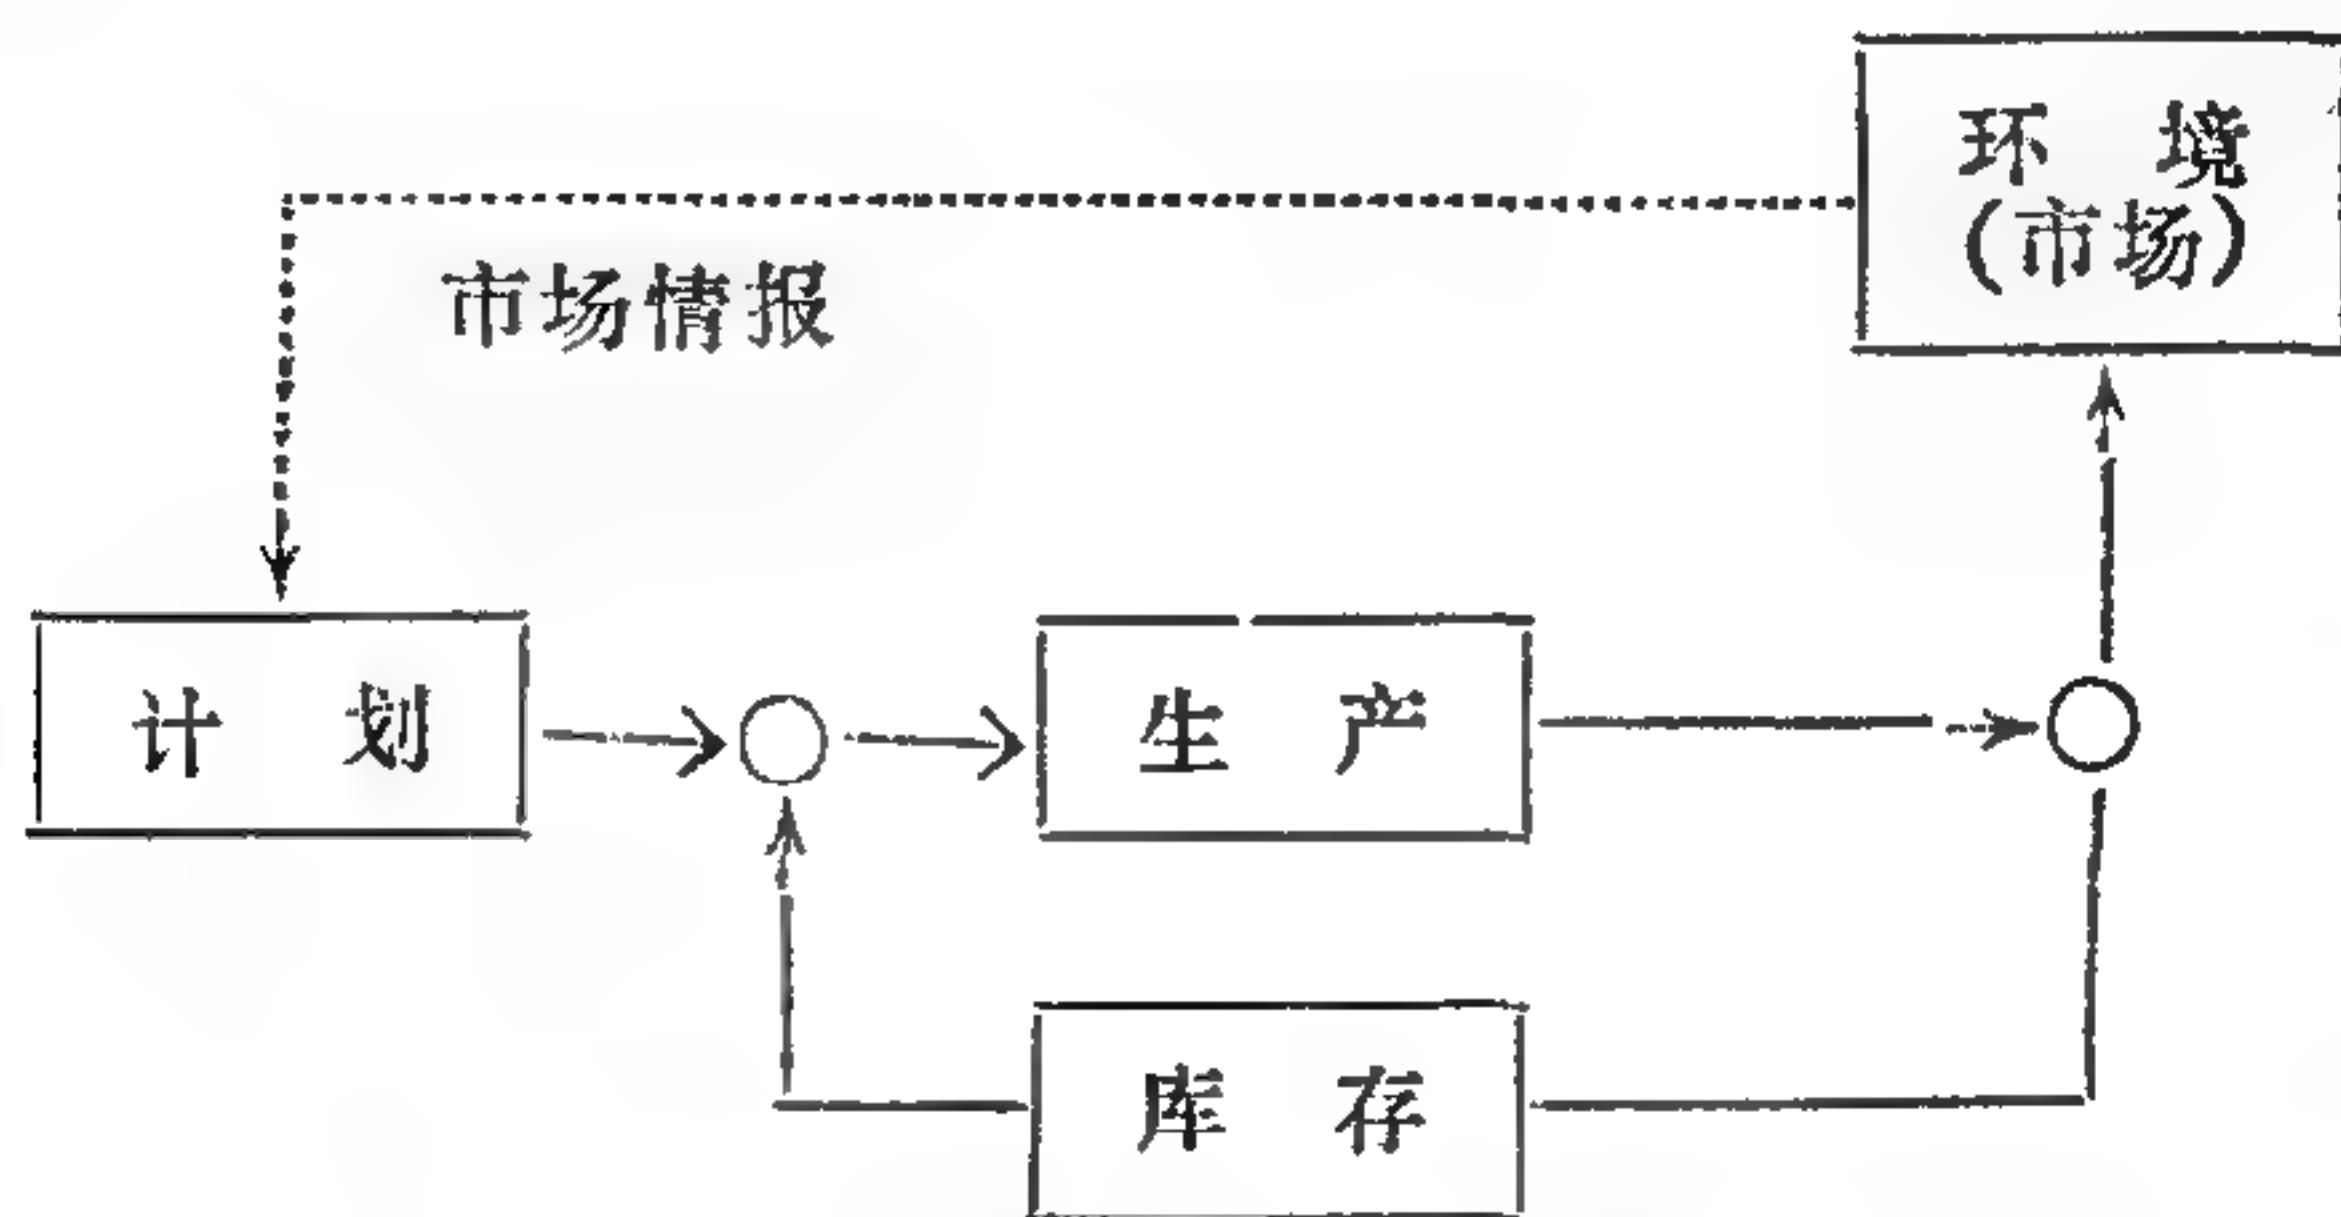 环 境
(市场)
市场情报
计 划
生 产
库 存